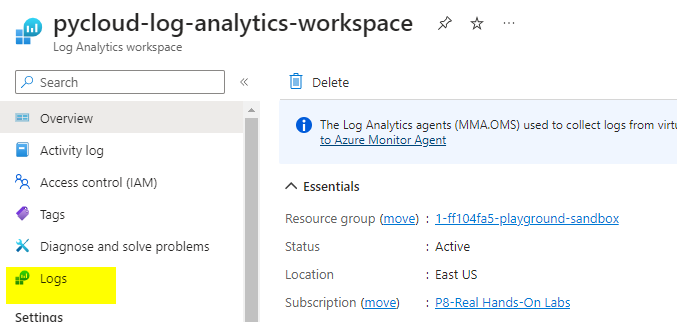 pycloud-log-analytics-workspace
Log Analytics workspace
Search
Delete
Overview
Activity log
Access control (IAM)
Tags
Diagnose and solve problems
Logs
Settings
The Log Analytics agents (MMA.OMS) used to collect logs from virtu
to Azure Monitor Agent
Essentials
Resource group (move) : 1-ff104fa5-playground-sandbox
Status : Active
Location : East US
Subscription (move) : P8-Real Hands-On Labs